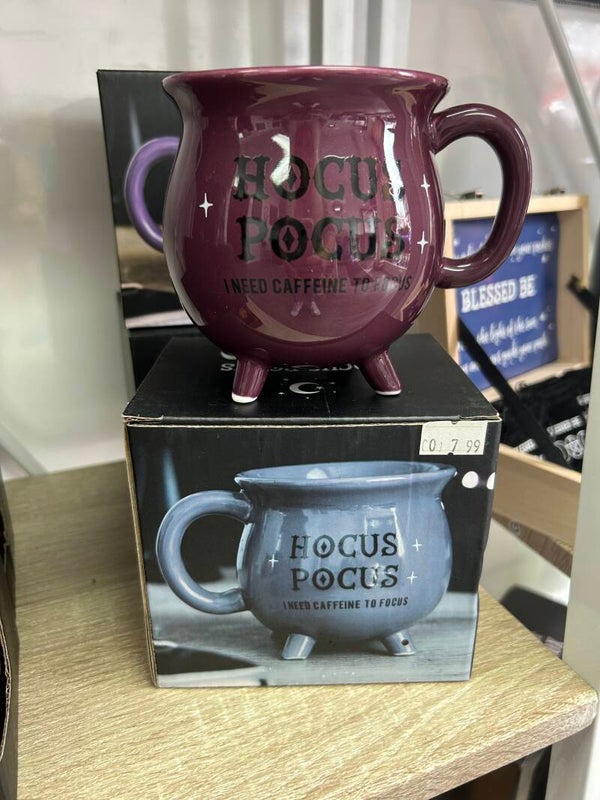 HOCUS
POCUS
I NEED CAFFEINE TO FOCUS
7 99
HOCUS
POCUS
I NEED CAFFEINE TO FOCUS
BLESSED BE